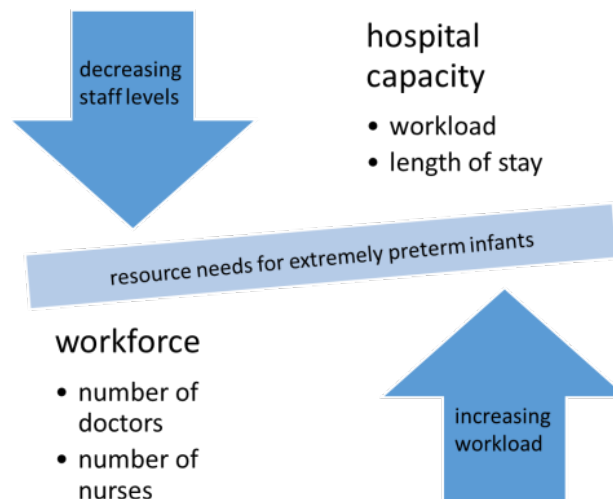 decreasing
staff levels
hospital
capacity
• workload
• length of stay
resource needs for extremely preterm infants
workforce
• number of
doctors
• number of
nurses
increasing
workload